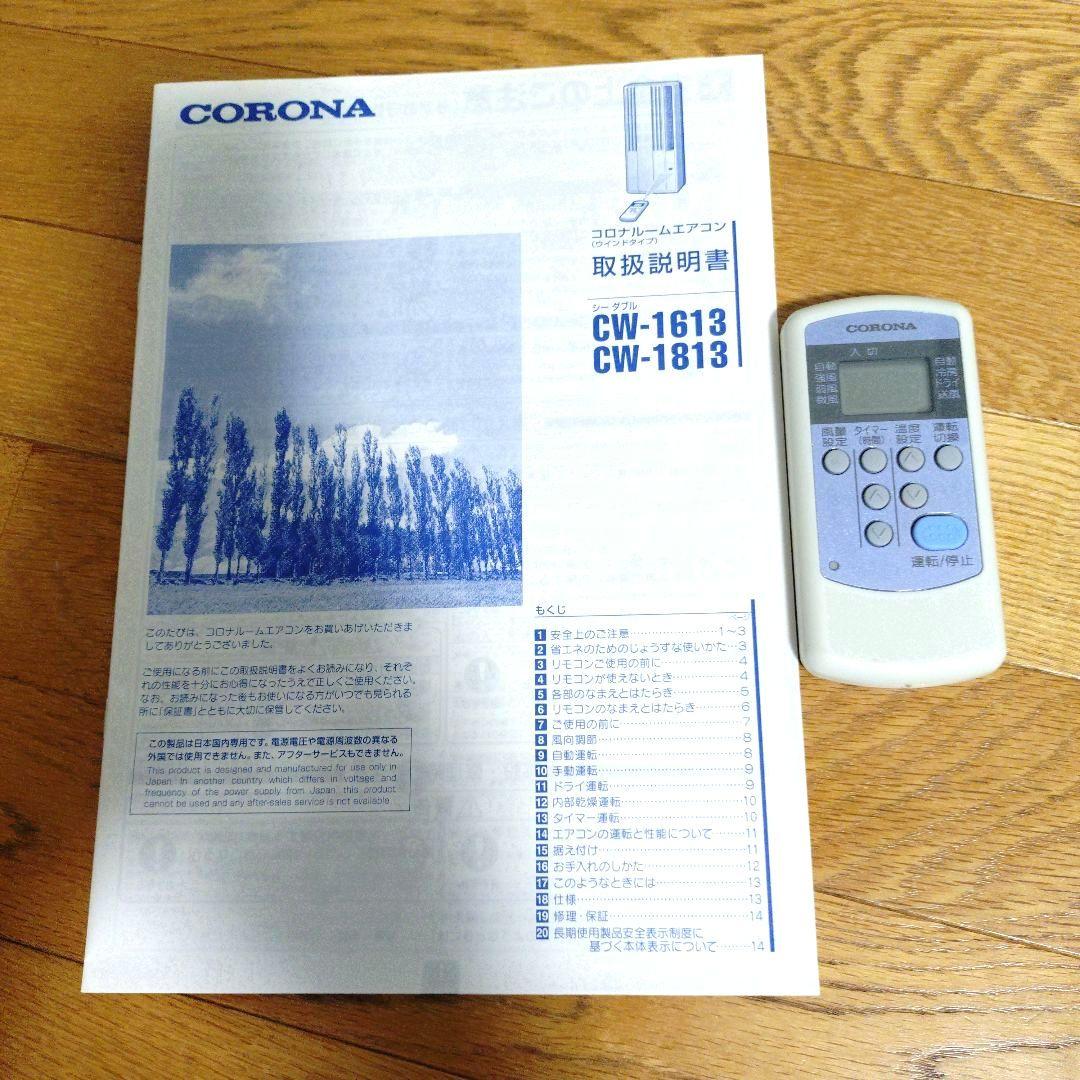 CORONA
コロナルームエアコン
(ウインドタイプ)
取扱説明書
シーダブル
CW-1613
CW-1813
このたびは、コロナルームエアコンをお買いあげいただきま
してありがとうございました。
ご使用になる前にこの取扱説明書をよくお読みになり、それぞ
れの性能を十分にお心得になったうえで正しくご使用ください。
なお、お読みになった後もお使いになる方がいつでも見られる
所に「保証書」とともに大切に保管してください。
この製品は日本国内専用です。電源電圧や電源周波数の異なる
外国では使用できません。また、アフターサービスもできません。
This product is designed and manufactured for use only in
Japan. In another country which differs in voltage and
frequency of the power supply from Japan, this product
cannot be used and any after-sales service is not available.
もくじ
ページ
1 安全上のご注意……………………1～3
2 省エネのためのじょうずな使いかた…3
3 リモコンご使用の前に…………………4
4 リモコンが使えないとき………………4
5 各部のなまえとはたらき………………5
6 リモコンのなまえとはたらき…………6
7 ご使用の前に……………………………7
8 風向調節…………………………………8
9 自動運転…………………………………8
10 手動運転…………………………………9
11 ドライ運転………………………………9
12 内部乾燥運転……………………………10
13 タイマー運転……………………………10
14 エアコンの運転と性能について………11
15 据え付け…………………………………11
16 お手入れのしかた………………………12
17 このようなときには……………………13
18 仕様………………………………………13
19 修理・保証………………………………14
20 長期使用製品安全表示制度に
基づく本体表示について………14
CORONA
入 切
自動
強風
弱風
微風
自動
冷房
ドライ
送風
風量
設定
タイマー
(時間)
温度
設定
運転
切換
運転/停止